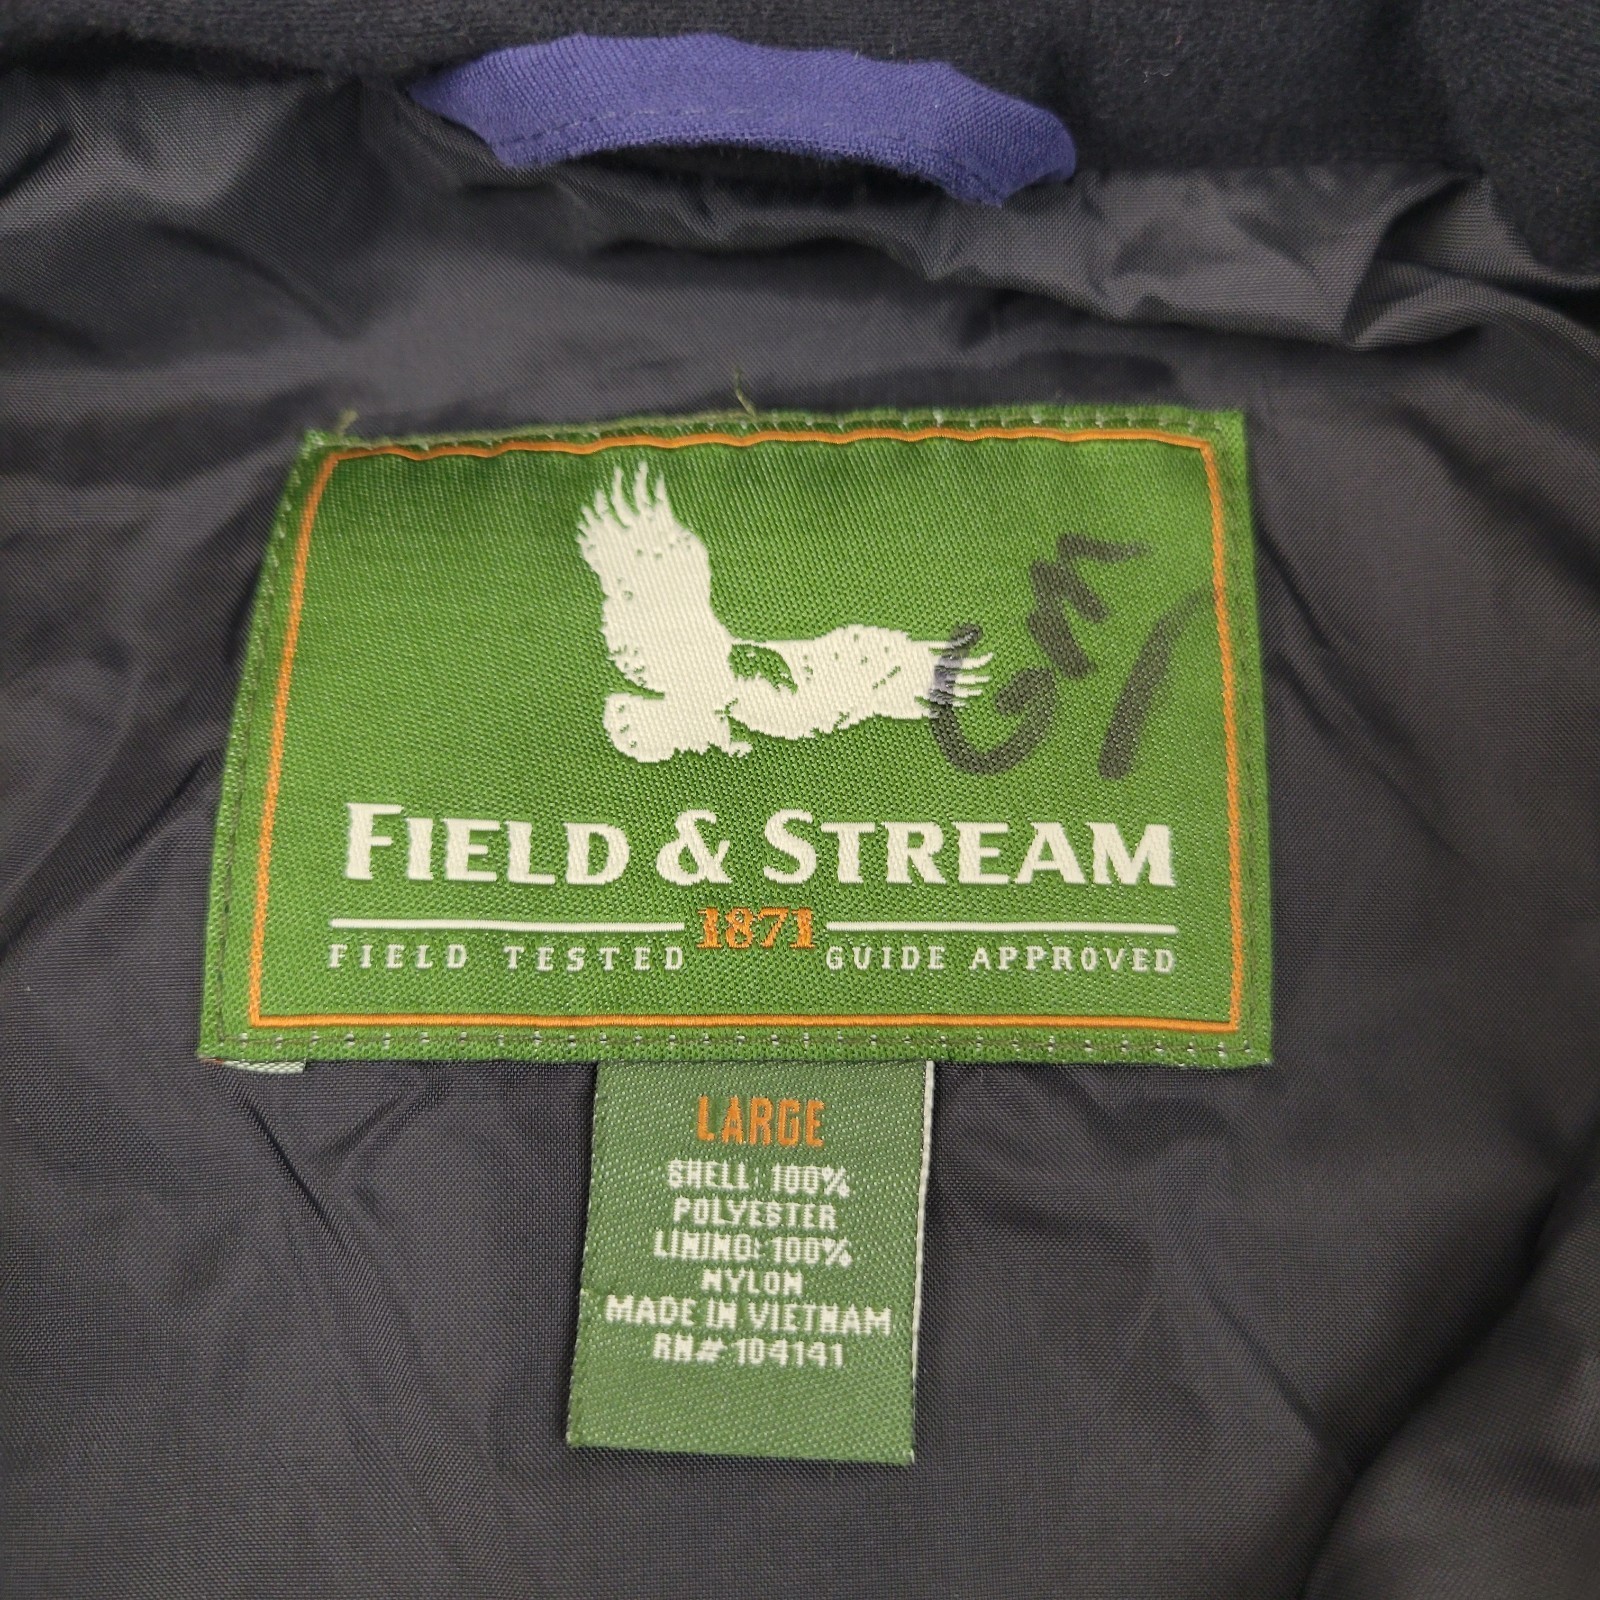 FIELD & STREAM
1871
FIELD TESTED GUIDE APPROVED
LARGE
SHELL: 100%
POLYESTER
LINING: 100%
NYLON
MADE IN VIETNAM
RN# 104141